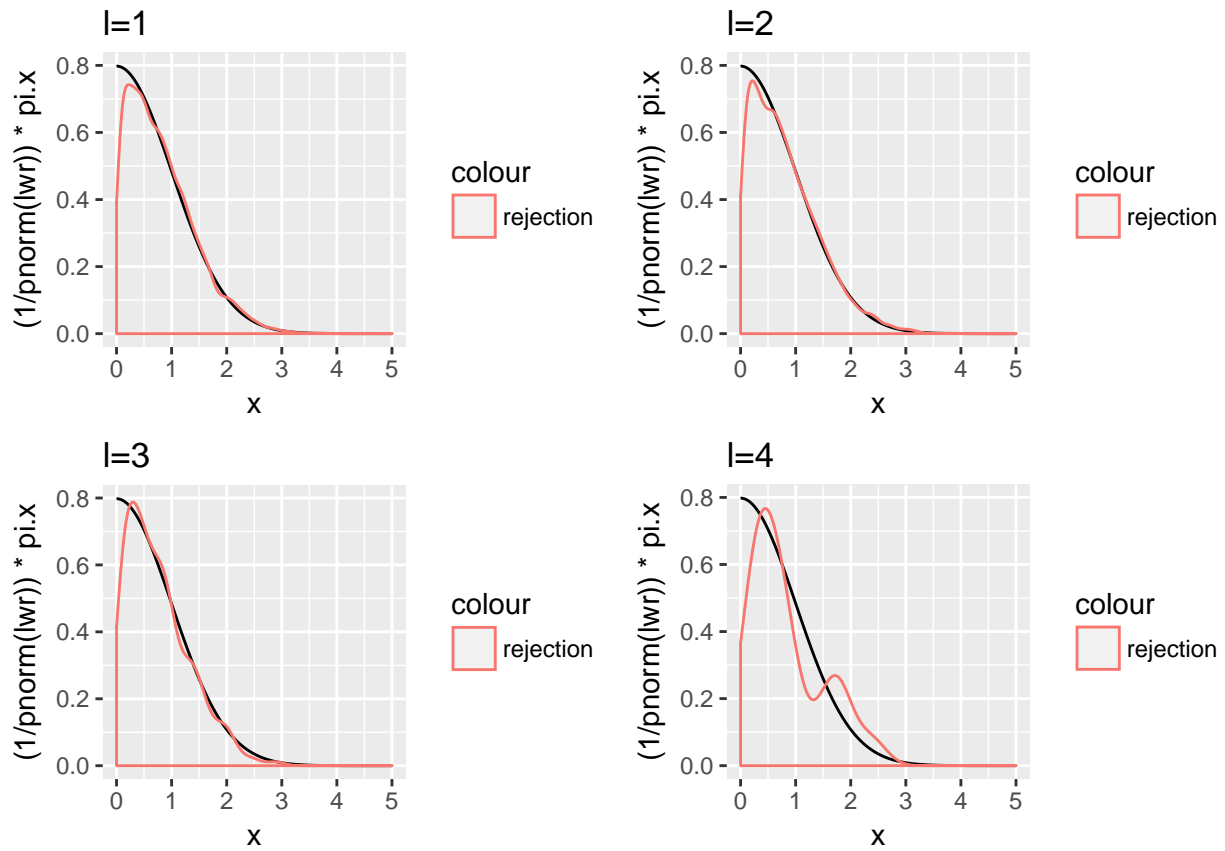 l=1
(1/pnorm(lwr)) * pi.x
0.8
0.6
0.4
0.2
0.0
0 1 2 3 4 5
x
colour
rejection
l=2
(1/pnorm(lwr)) * pi.x
0.8
0.6
0.4
0.2
0.0
0 1 2 3 4 5
x
colour
rejection
l=3
(1/pnorm(lwr)) * pi.x
0.8
0.6
0.4
0.2
0.0
0 1 2 3 4 5
x
colour
rejection
l=4
(1/pnorm(lwr)) * pi.x
0.8
0.6
0.4
0.2
0.0
0 1 2 3 4 5
x
colour
rejection